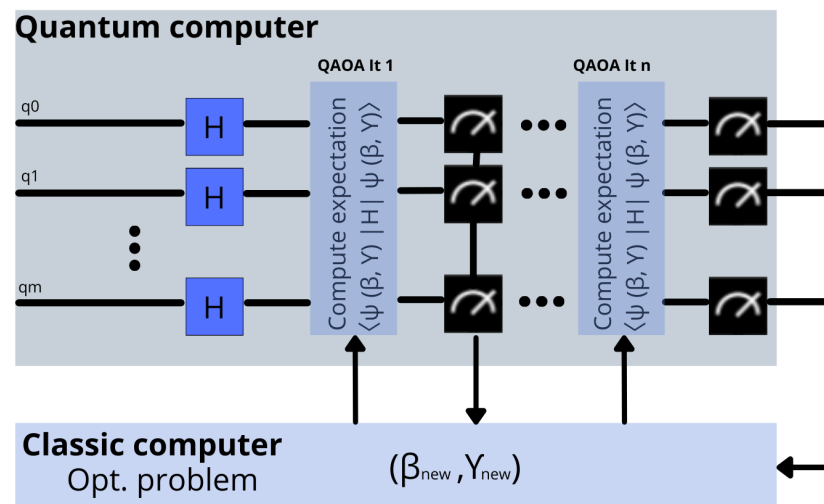 Quantum computer
QAOA It 1
QAOA It n
q0
H
q1
H
qm
H
Compute expectation
⟨ψ (β, γ) |H| ψ (β, γ)⟩
Compute expectation
⟨ψ (β, γ) |H| ψ (β, γ)⟩
Classic computer
Opt. problem
(βnew ,γnew)